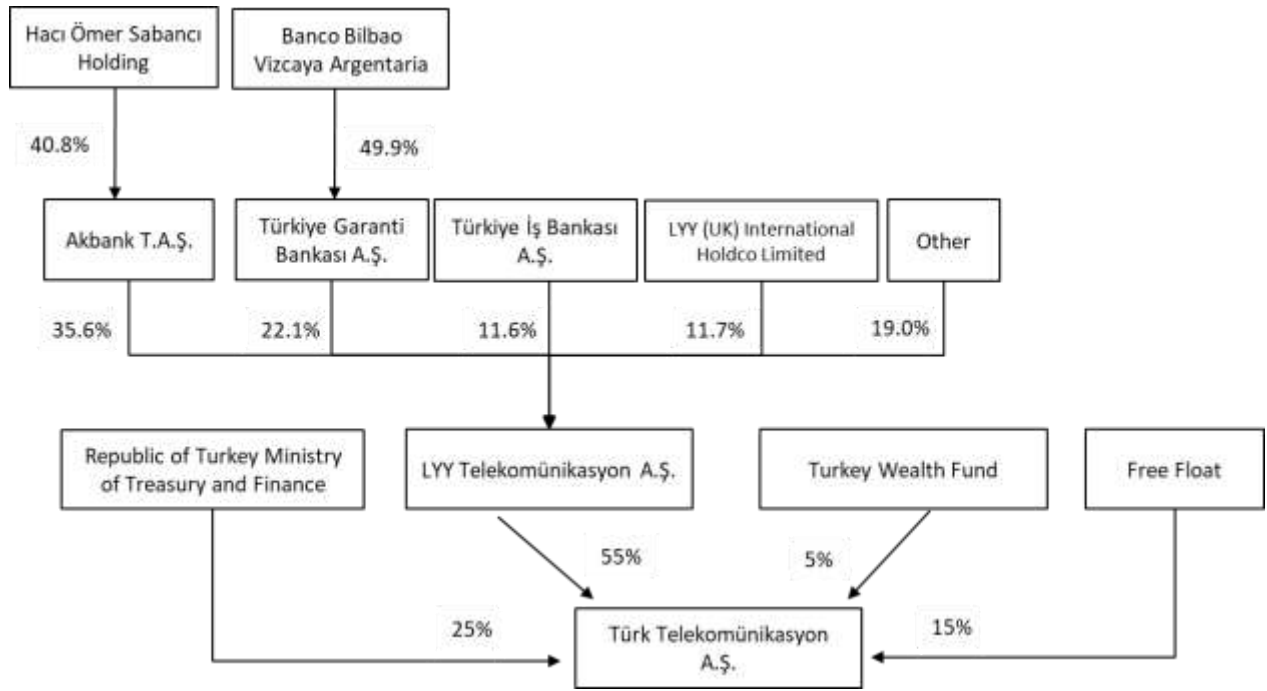 Hacı Ömer Sabancı
Holding
Banco Bilbao
Vizcaya Argentaria
40.8%
49.9%
Akbank T.A.Ş.
Türkiye Garanti
Bankası A.Ş.
Türkiye İş Bankası
A.Ş.
LYY (UK) International
Holdco Limited
Other
35.6%
22.1%
11.6%
11.7%
19.0%
Republic of Turkey Ministry
of Treasury and Finance
LYY Telekomünikasyon A.Ş.
Turkey Wealth Fund
Free Float
55%
5%
25%
15%
Türk Telekomünikasyon
A.Ş.